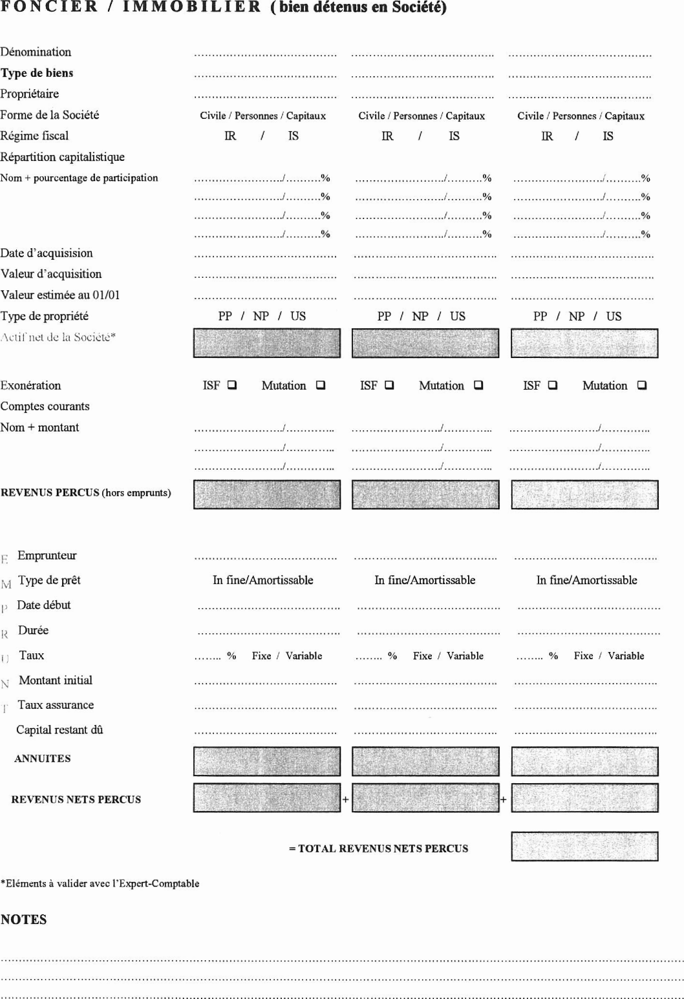 FONCIER / IMMOBILIER (bien détenus en Société)
Dénomination .......................................... .......................................... ..........................................
Type de biens .......................................... .......................................... ..........................................
Propriétaire .......................................... .......................................... ..........................................
Forme de la Société Civile / Personnes / Capitaux Civile / Personnes / Capitaux Civile / Personnes / Capitaux
Régime fiscal IR / IS IR / IS IR / IS
Répartition capitalistique
Nom + pourcentage de participation ........................./..........% ........................./..........% ........................./..........%
........................./..........% ........................./..........% ........................./..........%
........................./..........% ........................./..........% ........................./..........%
........................./..........% ........................./..........% ........................./..........%
Date d'acquisision .......................................... .......................................... ..........................................
Valeur d'acquisition .......................................... .......................................... ..........................................
Valeur estimée au 01/01 .......................................... .......................................... ..........................................
Type de propriété PP / NP / US PP / NP / US PP / NP / US
Actif net de la Société*
Exonération ISF ❑ Mutation ❑ ISF ❑ Mutation ❑ ISF ❑ Mutation ❑
Comptes courants
Nom + montant ........................./.............. ........................./.............. ........................./..............
........................./.............. ........................./.............. ........................./..............
........................./.............. ........................./.............. ........................./..............
REVENUS PERCUS (hors emprunts)
E Emprunteur .......................................... .......................................... ..........................................
M Type de prêt In fine/Amortissable In fine/Amortissable In fine/Amortissable
P Date début .......................................... .......................................... ..........................................
R Durée .......................................... .......................................... ..........................................
U Taux ........ % Fixe / Variable ........ % Fixe / Variable ........ % Fixe / Variable
N Montant initial .......................................... .......................................... ..........................................
T Taux assurance .......................................... .......................................... ..........................................
Capital restant dû .......................................... .......................................... ..........................................
ANNUITES
REVENUS NETS PERCUS + +
= TOTAL REVENUS NETS PERCUS
*Eléments à valider avec l'Expert-Comptable
NOTES
....................................................................................................
....................................................................................................
....................................................................................................